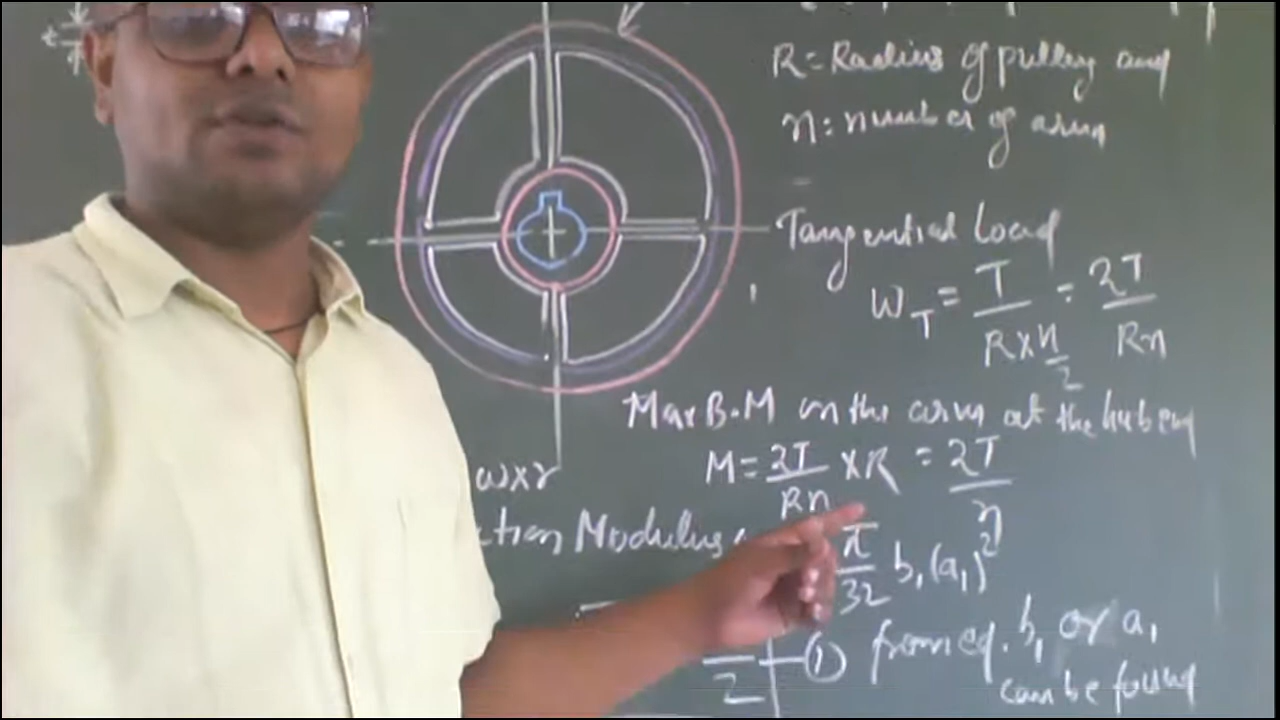 R = Radius of pulley and
n : number of arm
Tangential Load
W_T = T / (R × n/2) = 2T / Rn
Max B.M on the arm at the hub end
M = 2T / Rn × R = 2T / n
ω×r
ction Modulus
π / 32 b₁ (a₁)²
2 ① from eq. b₁ or a₁
can be found